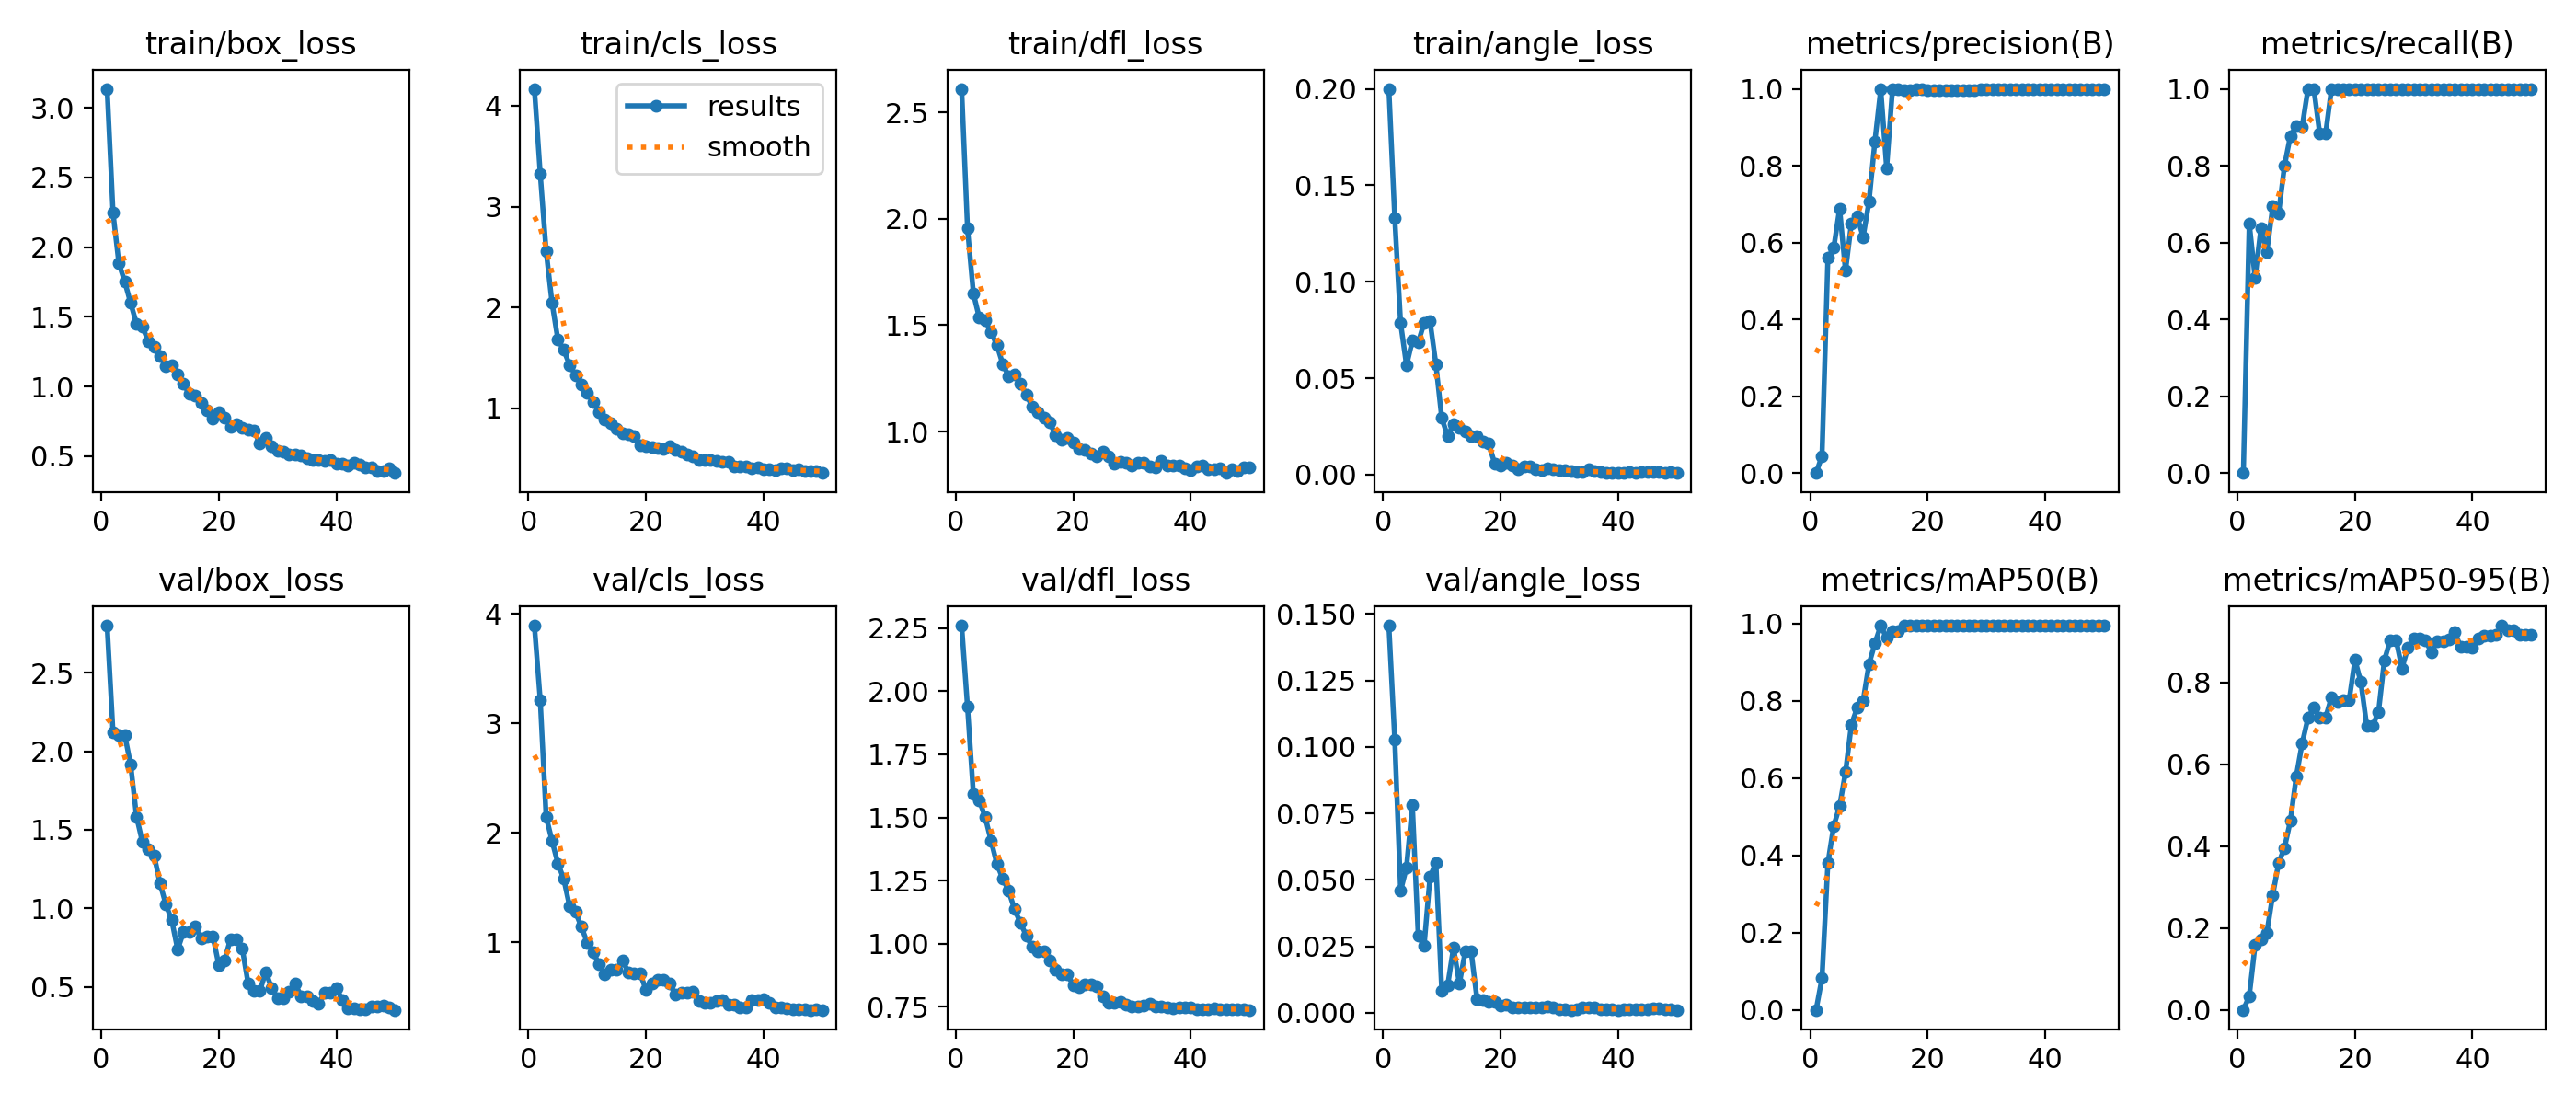 train/box_loss
3.0
2.5
2.0
1.5
1.0
0.5
0 20 40
train/cls_loss
results
smooth
4
3
2
1
0 20 40
train/dfl_loss
2.5
2.0
1.5
1.0
0 20 40
train/angle_loss
0.20
0.15
0.10
0.05
0.00
0 20 40
metrics/precision(B)
1.0
0.8
0.6
0.4
0.2
0.0
0 20 40
metrics/recall(B)
1.0
0.8
0.6
0.4
0.2
0.0
0 20 40
val/box_loss
2.5
2.0
1.5
1.0
0.5
0 20 40
val/cls_loss
4
3
2
1
0 20 40
val/dfl_loss
2.25
2.00
1.75
1.50
1.25
1.00
0.75
0 20 40
val/angle_loss
0.150
0.125
0.100
0.075
0.050
0.025
0.000
0 20 40
metrics/mAP50(B)
1.0
0.8
0.6
0.4
0.2
0.0
0 20 40
metrics/mAP50-95(B)
0.8
0.6
0.4
0.2
0.0
0 20 40